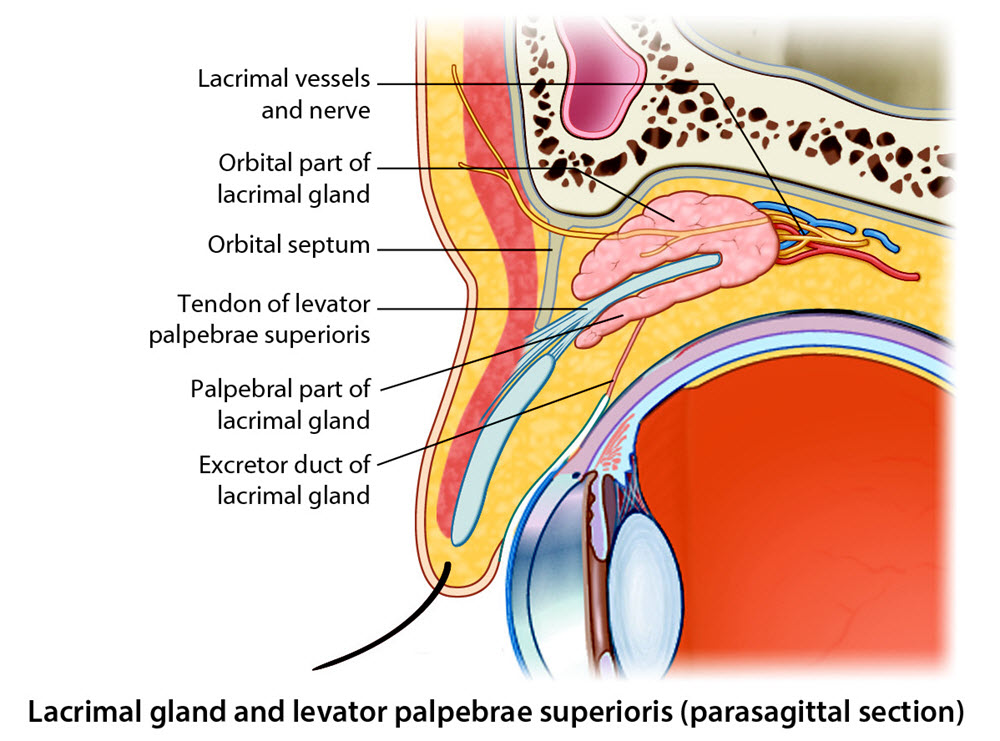 Lacrimal vessels
and nerve
Orbital part of
lacrimal gland
Orbital septum
Tendon of levator
palpebrae superioris
Palpebral part of
lacrimal gland
Excretor duct of
lacrimal gland
Lacrimal gland and levator palpebrae superioris (parasagittal section)